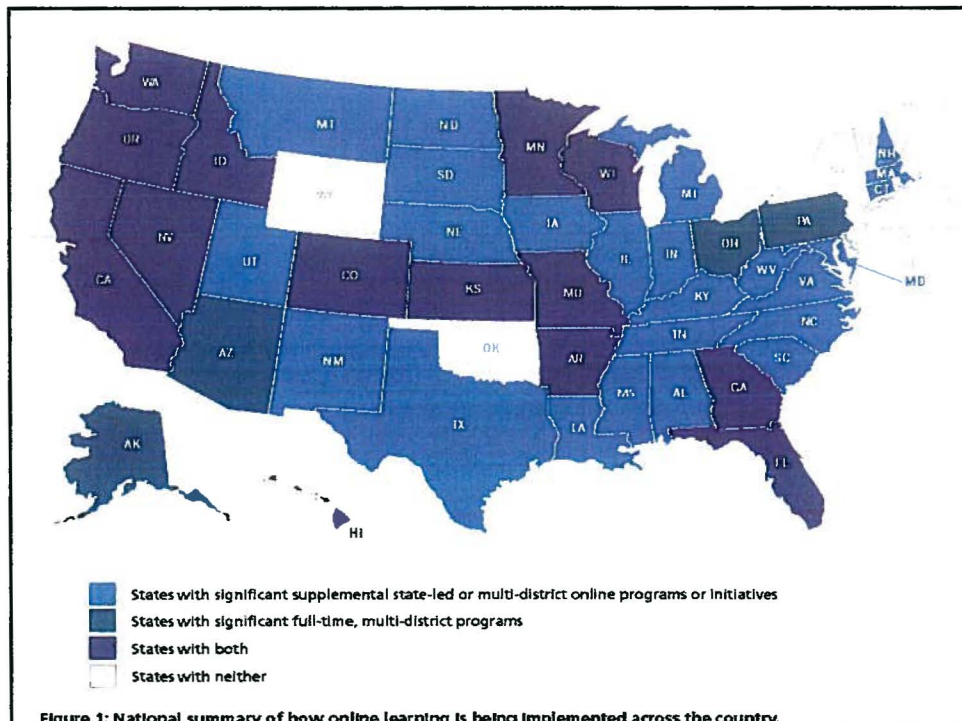 WA
MT
ND
MN
OR
ID
WI
SD
MI
NH
MA
CT
WY
IA
NE
PA
NV
OH
IL
IN
UT
CO
WV
MD
CA
KS
MO
VA
KY
NC
OK
TN
AZ
NM
AR
SC
MS
AL
GA
TX
LA
AK
FL
HI
States with significant supplemental state-led or multi-district online programs or initiatives
States with significant full-time, multi-district programs
States with both
States with neither
Figure 1: National summary of how online learning is being implemented across the country.